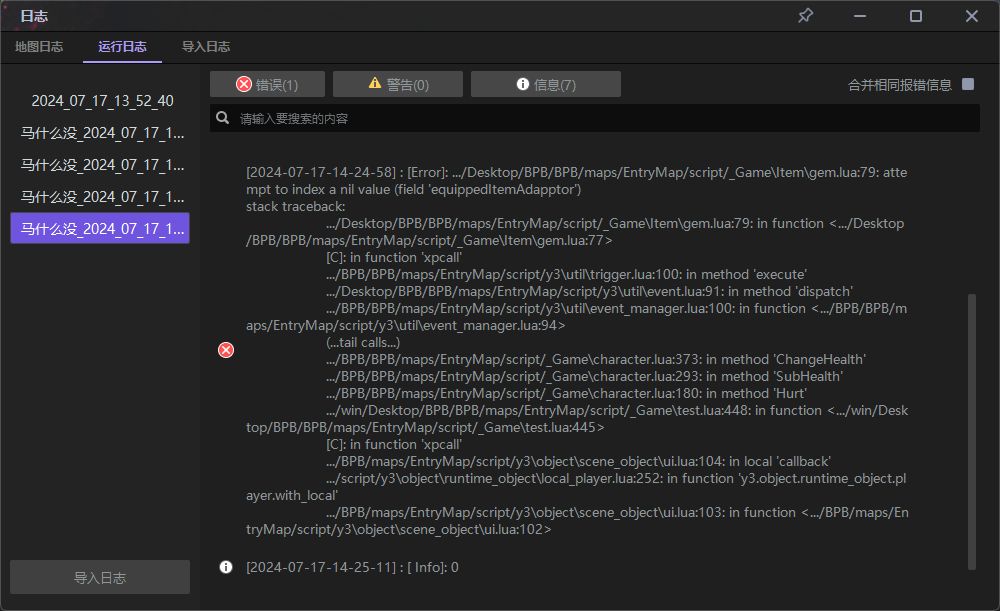 日志
地图日志 运行日志 导入日志
错误(1) 警告(0) 信息(7) 合并相同报错信息
请输入要搜索的内容
2024_07_17_13_52_40
马什么没_2024_07_17_1...
马什么没_2024_07_17_1...
马什么没_2024_07_17_1...
马什么没_2024_07_17_1...
导入日志
[2024-07-17-14-24-58] : [Error]: .../Desktop/BPB/BPB/maps/EntryMap/script/_Game\Item\gem.lua:79: atte
mpt to index a nil value (field 'equippedItemAdapptor')
stack traceback:
.../Desktop/BPB/BPB/maps/EntryMap/script/_Game\Item\gem.lua:79: in function <.../Desktop
/BPB/BPB/maps/EntryMap/script/_Game\Item\gem.lua:77>
[C]: in function 'xpcall'
.../BPB/BPB/maps/EntryMap/script/y3\util\trigger.lua:100: in method 'execute'
.../Desktop/BPB/BPB/maps/EntryMap/script/y3\util\event.lua:91: in method 'dispatch'
.../BPB/BPB/maps/EntryMap/script/y3\util\event_manager.lua:100: in function <.../BPB/BPB/m
aps/EntryMap/script/y3\util\event_manager.lua:94>
(...tail calls...)
.../BPB/BPB/maps/EntryMap/script/_Game\character.lua:373: in method 'ChangeHealth'
.../BPB/BPB/maps/EntryMap/script/_Game\character.lua:293: in method 'SubHealth'
.../BPB/BPB/maps/EntryMap/script/_Game\character.lua:180: in method 'Hurt'
.../win/Desktop/BPB/BPB/maps/EntryMap/script/_Game\test.lua:448: in function <.../win/Desk
top/BPB/BPB/maps/EntryMap/script/_Game\test.lua:445>
[C]: in function 'xpcall'
.../BPB/maps/EntryMap/script/y3\object\scene_object\ui.lua:104: in local 'callback'
.../script/y3\object\runtime_object\local_player.lua:252: in function 'y3.object.runtime_object.pl
ayer.with_local'
.../BPB/maps/EntryMap/script/y3\object\scene_object\ui.lua:103: in function <.../BPB/maps/En
tryMap/script/y3\object\scene_object\ui.lua:102>
[2024-07-17-14-25-11] : [ Info]: 0